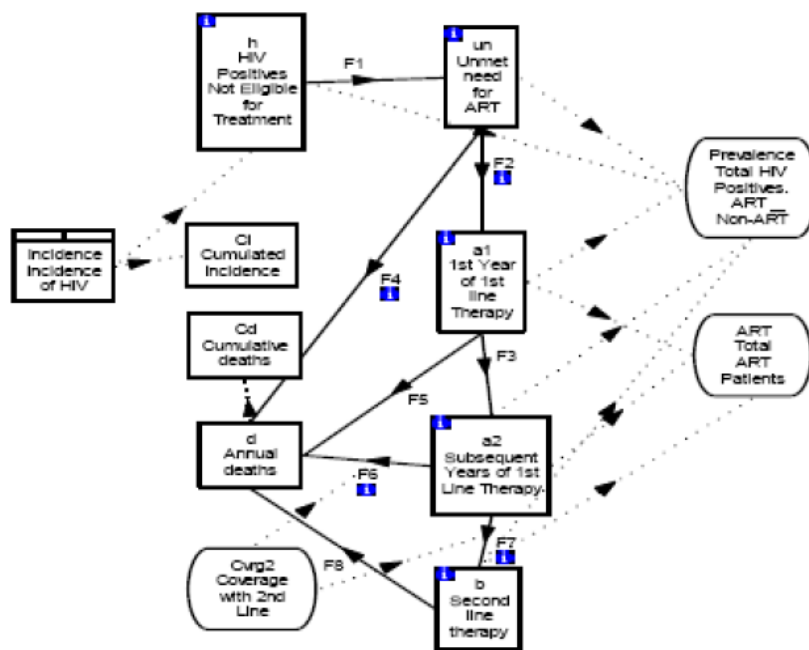 h
HIV
Positives
Not Eligible
for
Treatment
F1
un
Unmet
need
for
ART
F2
Prevalence
Total HIV
Positives.
ART
Non-ART
Incidence
Incidence
of HIV
CI
Cumulated
Incidence
a1
1st Year
of 1st
line
Therapy
F4
Cd
Cumulative
deaths
F3
ART
Total
ART
Patients
F5
d
Annual
deaths
F6
a2
Subsequent
Years of 1st
Line Therapy
F7
Cvrg2
Coverage
with 2nd
Line
F8
b
Second
line
therapy